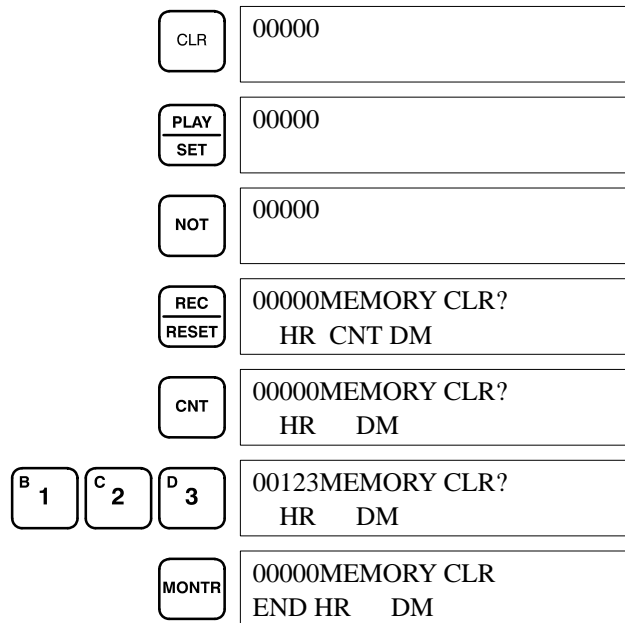 CLR
00000
PLAY
SET
00000
NOT
00000
REC
RESET
00000MEMORY CLR?
HR CNT DM
CNT
00000MEMORY CLR?
HR DM
B 1 C 2 D 3
00123MEMORY CLR?
HR DM
MONTR
00000MEMORY CLR
END HR DM